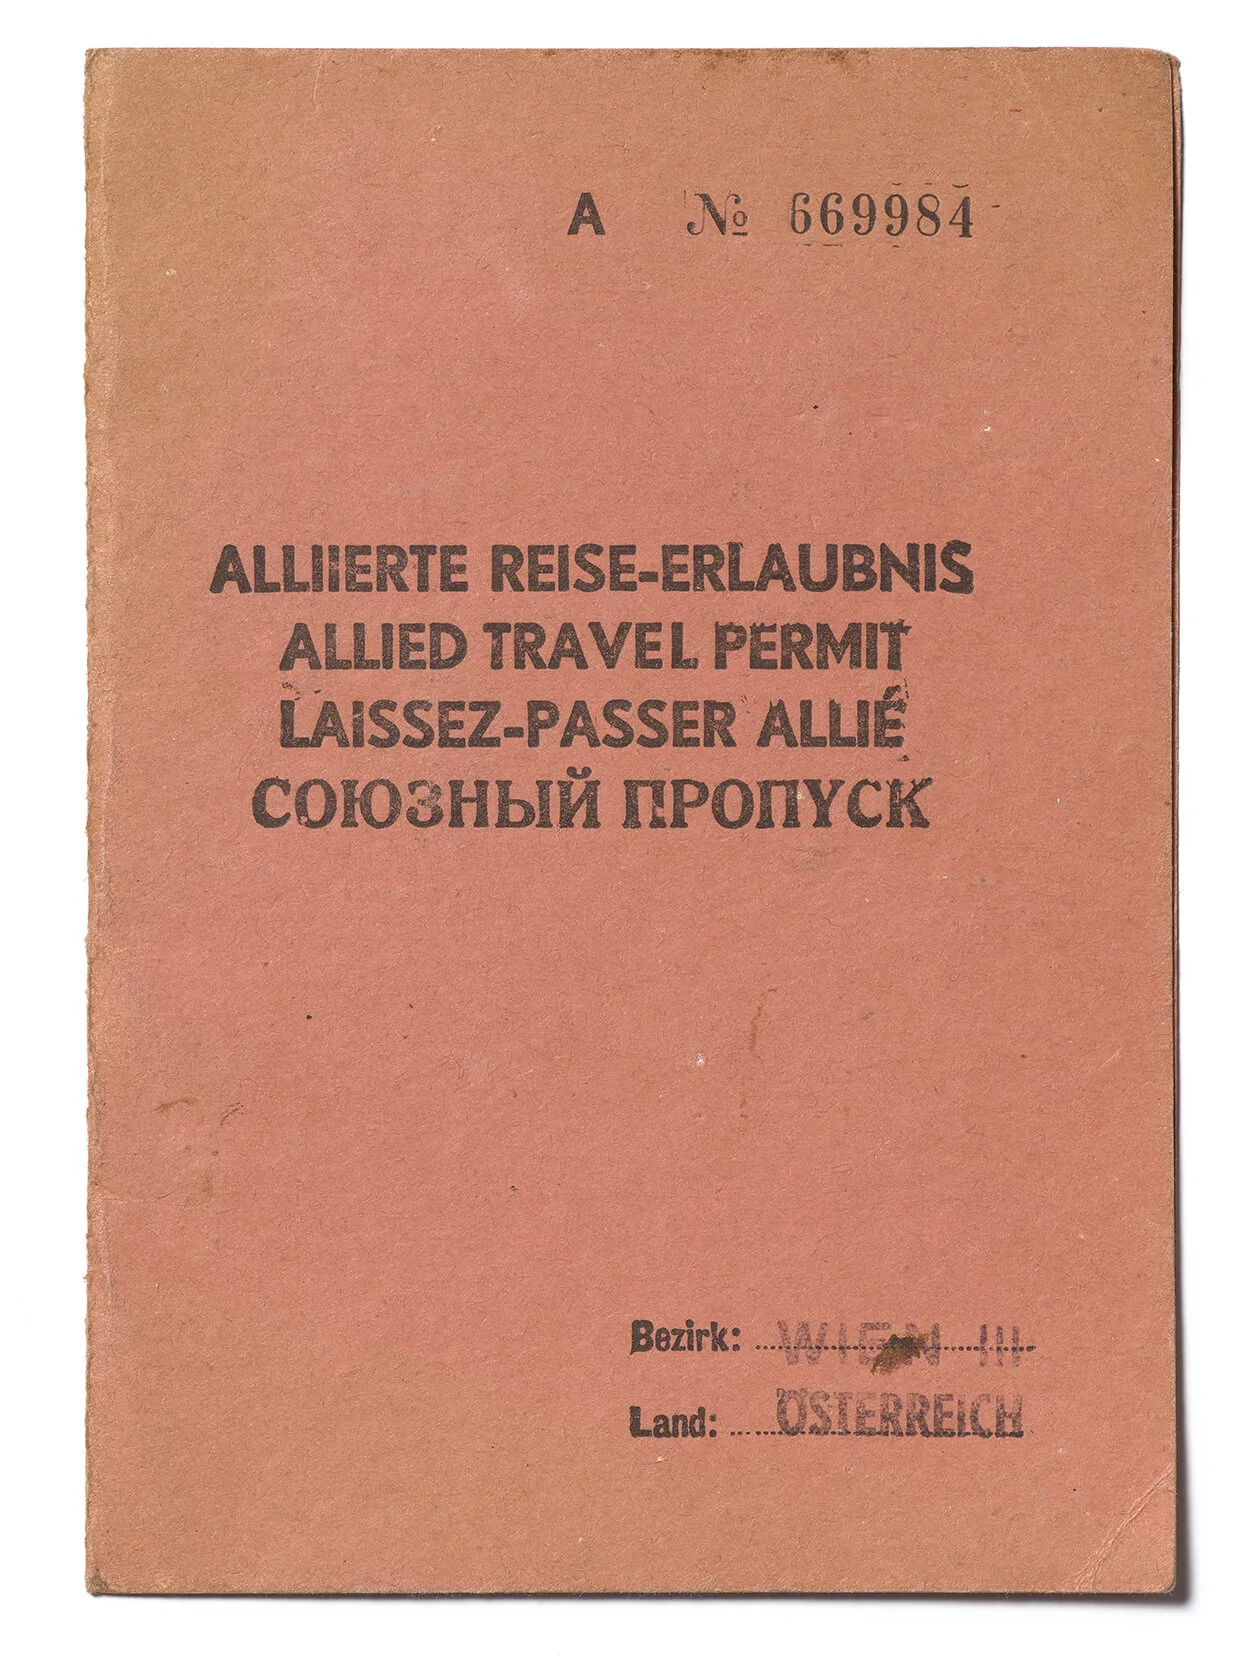 A № 669984
ALLIIERTE REISE-ERLAUBNIS
ALLIED TRAVEL PERMIT
LAISSEZ-PASSER ALLIÉ
СОЮЗНЫЙ ПРОПУСК
Bezirk: WIEN III
Land: ÖSTERREICH